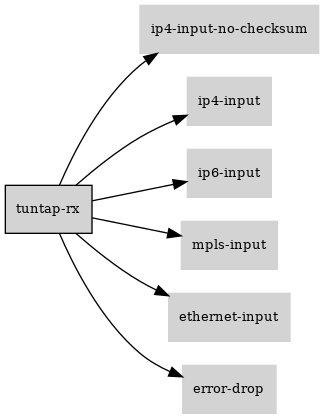 ip4-input-no-checksum
ip4-input
ip6-input
tuntap-rx
mpls-input
ethernet-input
error-drop